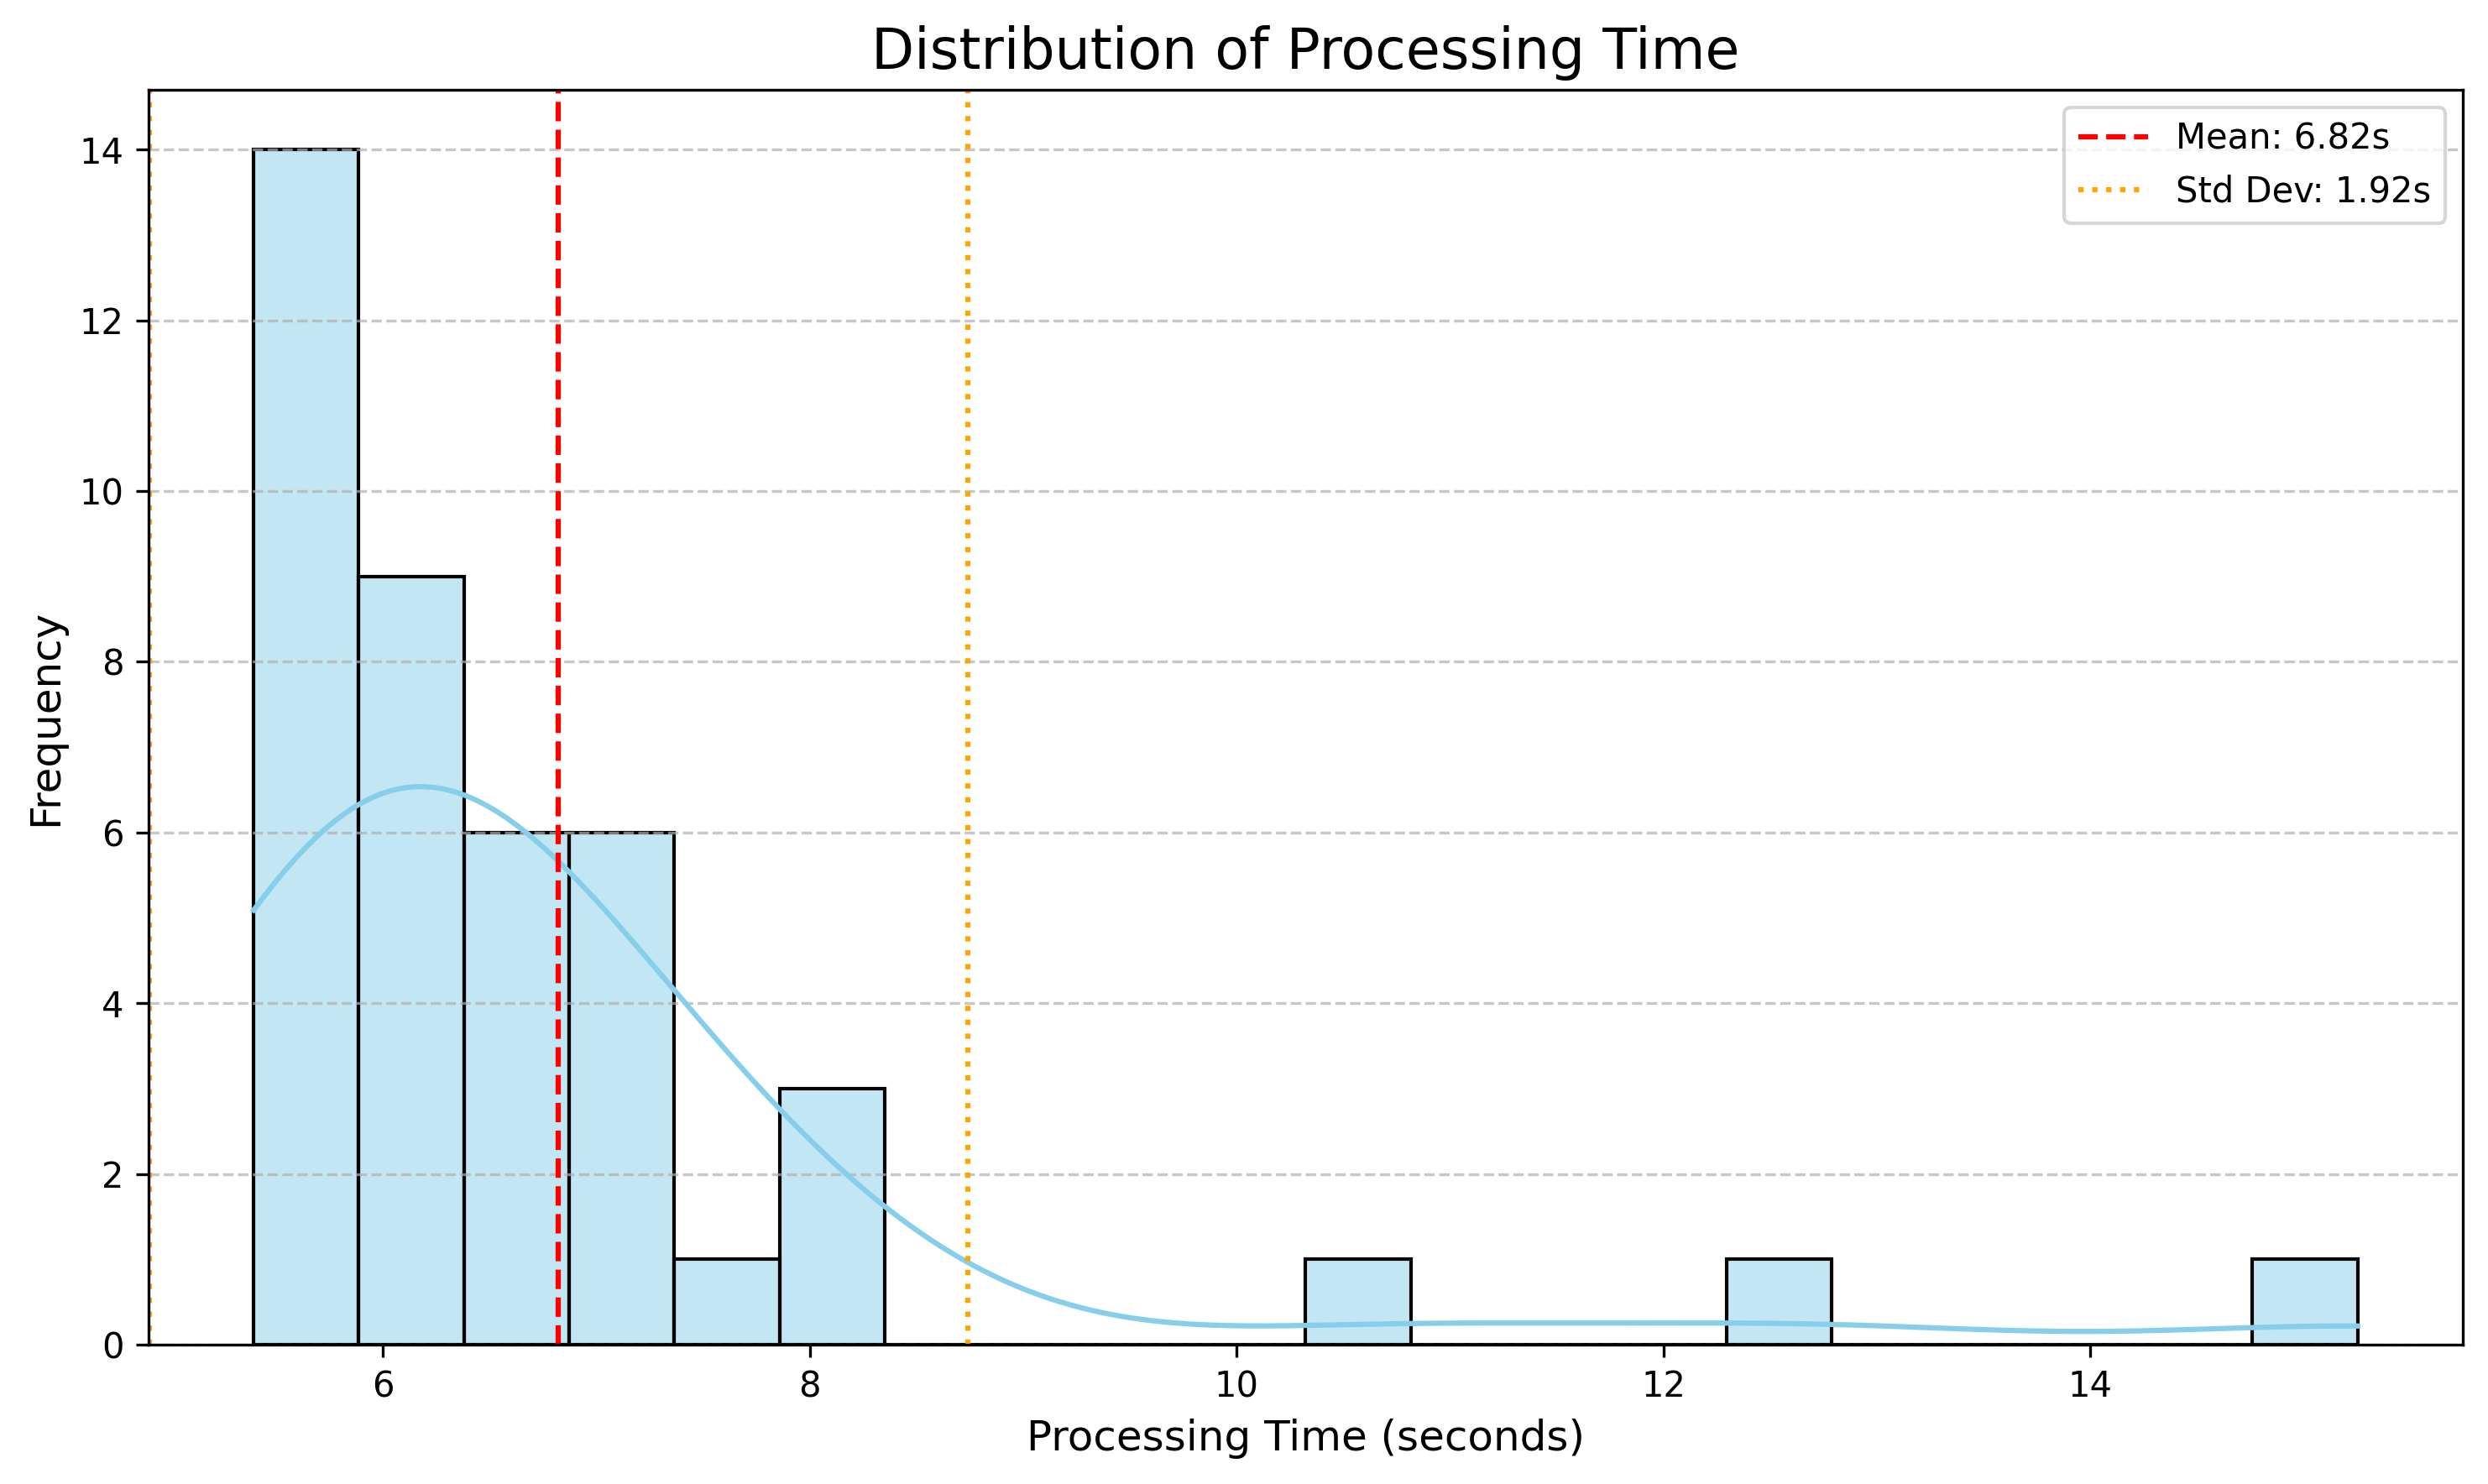 Distribution of Processing Time
Mean: 6.82s
Std Dev: 1.92s
Frequency
14
12
10
8
6
4
2
0
6 8 10 12 14
Processing Time (seconds)